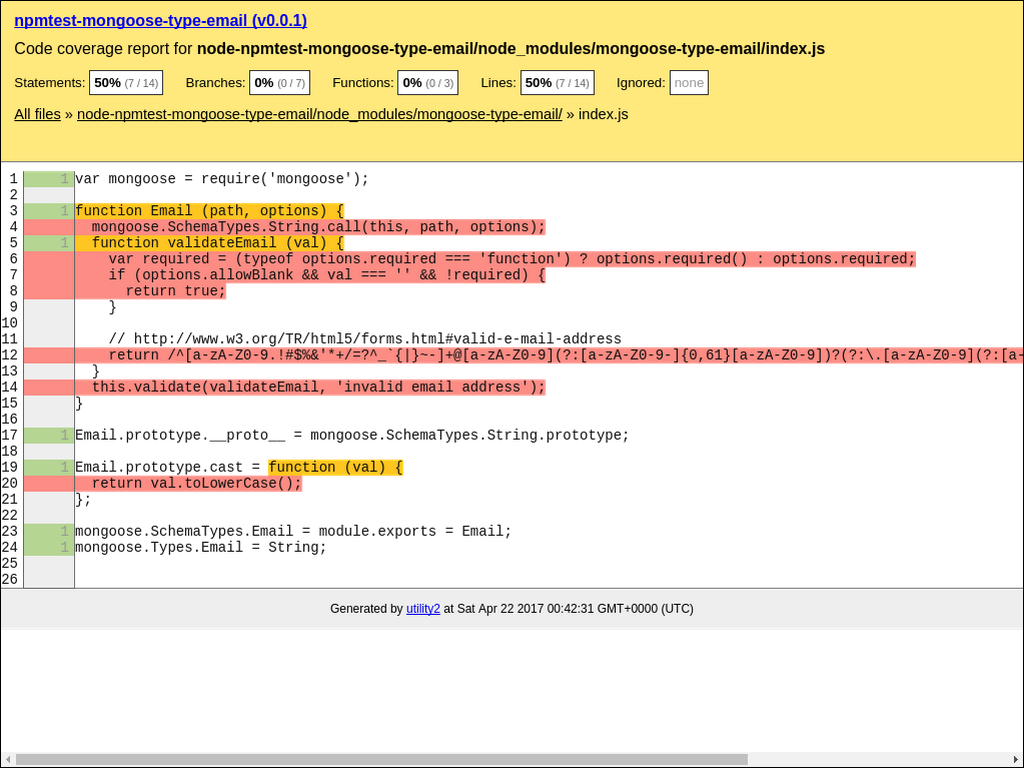 npmtest-mongoose-type-email (v0.0.1)
Code coverage report for node-npmtest-mongoose-type-email/node_modules/mongoose-type-email/index.js
Statements: 50% (7 / 14) Branches: 0% (0 / 7) Functions: 0% (0 / 3) Lines: 50% (7 / 14) Ignored: none
All files » node-npmtest-mongoose-type-email/node_modules/mongoose-type-email/ » index.js
1 1 var mongoose = require('mongoose');
2
3 1 function Email (path, options) {
4 mongoose.SchemaTypes.String.call(this, path, options);
5 1 function validateEmail (val) {
6 var required = (typeof options.required === 'function') ? options.required() : options.required;
7 if (options.allowBlank && val === '' && !required) {
8 return true;
9 }
10
11 // http://www.w3.org/TR/html5/forms.html#valid-e-mail-address
12 return /^[a-zA-Z0-9.!#$%&'*+/=?^_`{|}~-]+@[a-zA-Z0-9](?:[a-zA-Z0-9-]{0,61}[a-zA-Z0-9])?(?:\.[a-zA-Z0-9](?:[a-
13 }
14 this.validate(validateEmail, 'invalid email address');
15 }
16
17 1 Email.prototype.__proto__ = mongoose.SchemaTypes.String.prototype;
18
19 1 Email.prototype.cast = function (val) {
20 return val.toLowerCase();
21 };
22
23 1 mongoose.SchemaTypes.Email = module.exports = Email;
24 1 mongoose.Types.Email = String;
25
26
Generated by utility2 at Sat Apr 22 2017 00:42:31 GMT+0000 (UTC)